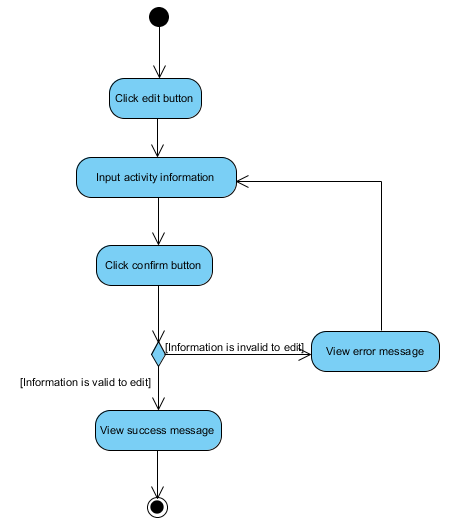 Click edit button
Input activity information
Click confirm button
[Information is invalid to edit]
View error message
[Information is valid to edit]
View success message